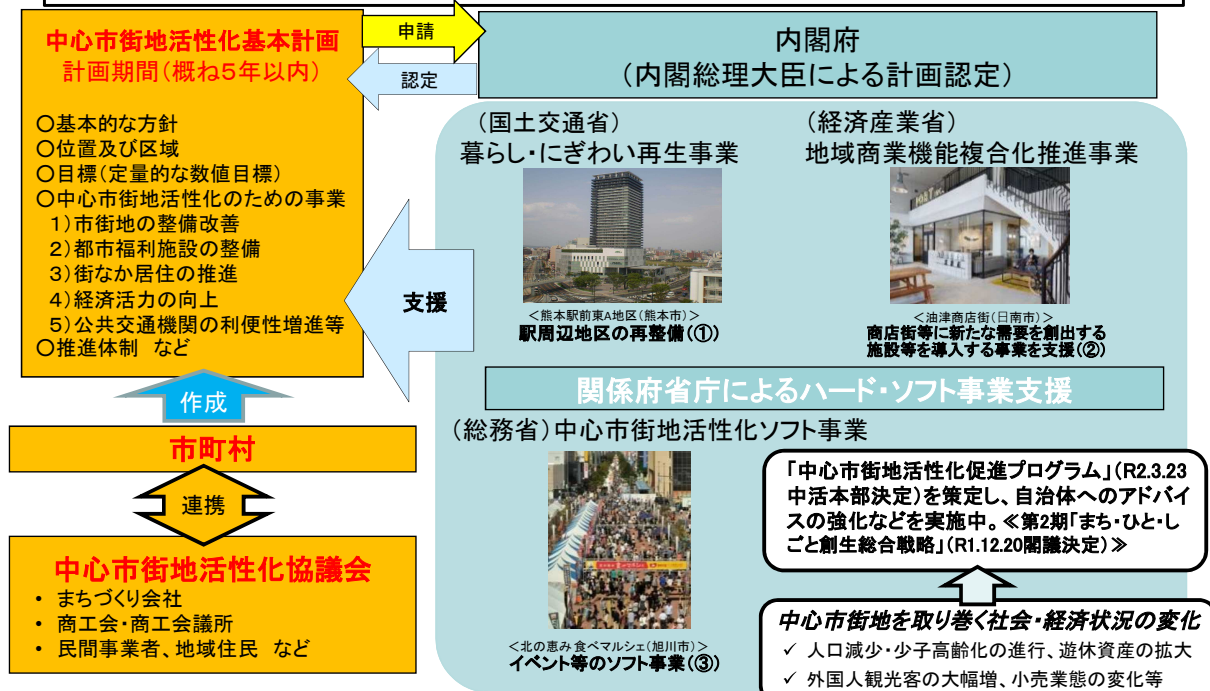 中心市街地活性化基本計画
計画期間（概ね5年以内）
○基本的な方針
○位置及び区域
○目標（定量的な数値目標）
○中心市街地活性化のための事業
1）市街地の整備改善
2）都市福利施設の整備
3）街なか居住の推進
4）経済活力の向上
5）公共交通機関の利便性増進等
○推進体制 など
申請
認定
内閣府
（内閣総理大臣による計画認定）
支援
（国土交通省）
暮らし・にぎわい再生事業
＜熊本駅前東A地区（熊本市）＞
駅周辺地区の再整備（①）
（経済産業省）
地域商業機能複合化推進事業
＜油津商店街（日南市）＞
商店街等に新たな需要を創出する
施設等を導入する事業を支援（②）
関係府省庁によるハード・ソフト事業支援
（総務省）中心市街地活性化ソフト事業
＜北の恵み 食べマルシェ（旭川市）＞
イベント等のソフト事業（③）
作成
市町村
連携
中心市街地活性化協議会
• まちづくり会社
• 商工会・商工会議所
• 民間事業者、地域住民 など
「中心市街地活性化促進プログラム」（R2.3.23
中活本部決定）を策定し、自治体へのアドバイ
スの強化などを実施中。≪第2期「まち・ひと・し
ごと創生総合戦略」（R1.12.20閣議決定）≫
中心市街地を取り巻く社会・経済状況の変化
✓ 人口減少・少子高齢化の進行、遊休資産の拡大
✓ 外国人観光客の大幅増、小売業態の変化等